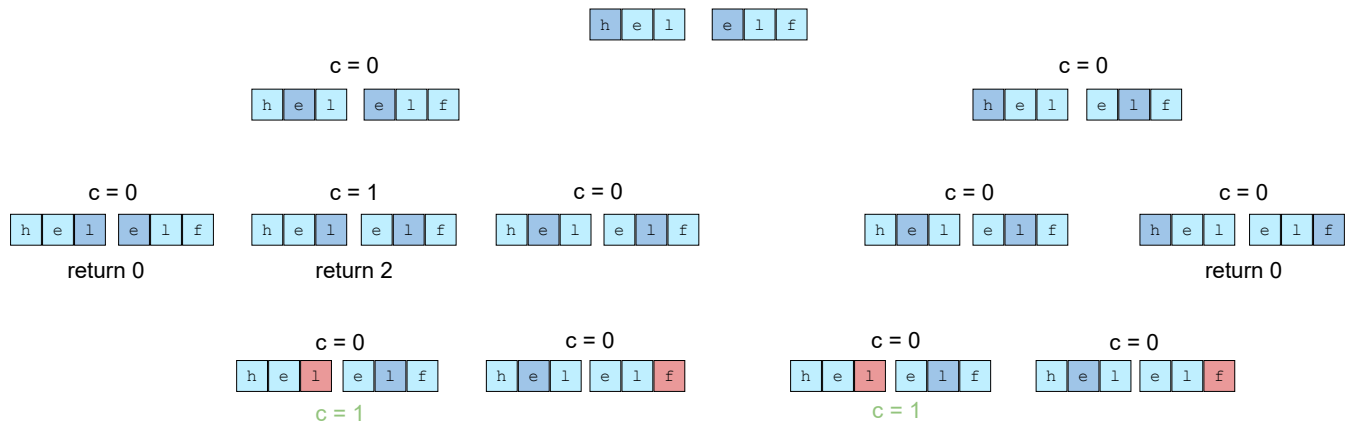 h e l e l f
c = 0 c = 0
h e l e l f h e l e l f
c = 0 c = 1 c = 0 c = 0 c = 0
h e l e l f h e l e l f h e l e l f h e l e l f h e l e l f
return 0 return 2 return 0
c = 0 c = 0 c = 0 c = 0
h e l e l f h e l e l f h e l e l f h e l e l f
c = 1 c = 1